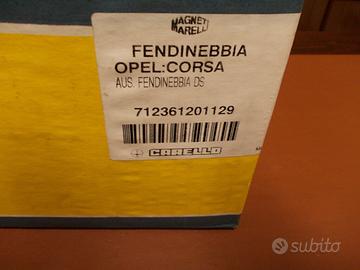 MAGNETI
MARELLI
FENDINEBBIA
OPEL:CORSA
AUS. FENDINEBBIA DS
712361201129
CARELLO
subito